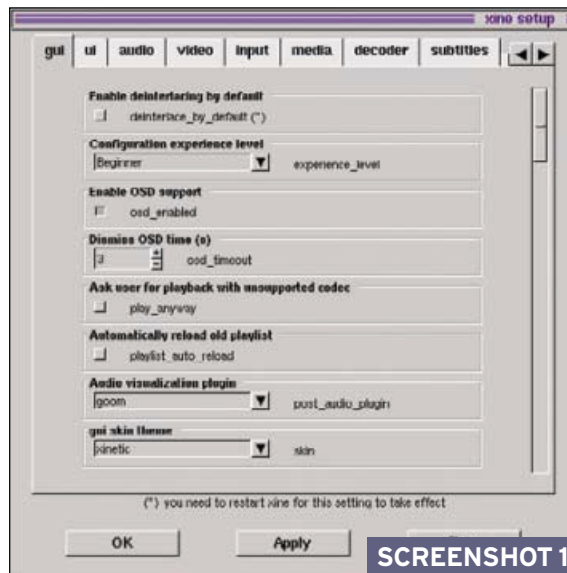 xine setup
gui ui audio video input media decoder subtitles
Enable deinterlacing by default
deinterlace_by_default (*)
Configuration experience level
Beginner experience_level
Enable OSD support
osd_enabled
Dismiss OSD time (s)
3 osd_timeout
Ask user for playback with unsupported codec
play_anyway
Automatically reload old playlist
playlist_auto_reload
Audio visualization plugin
goom post_audio_plugin
gui skin theme
xinetic skin
(*) you need to restart xine for this setting to take effect
OK Apply
SCREENSHOT 1